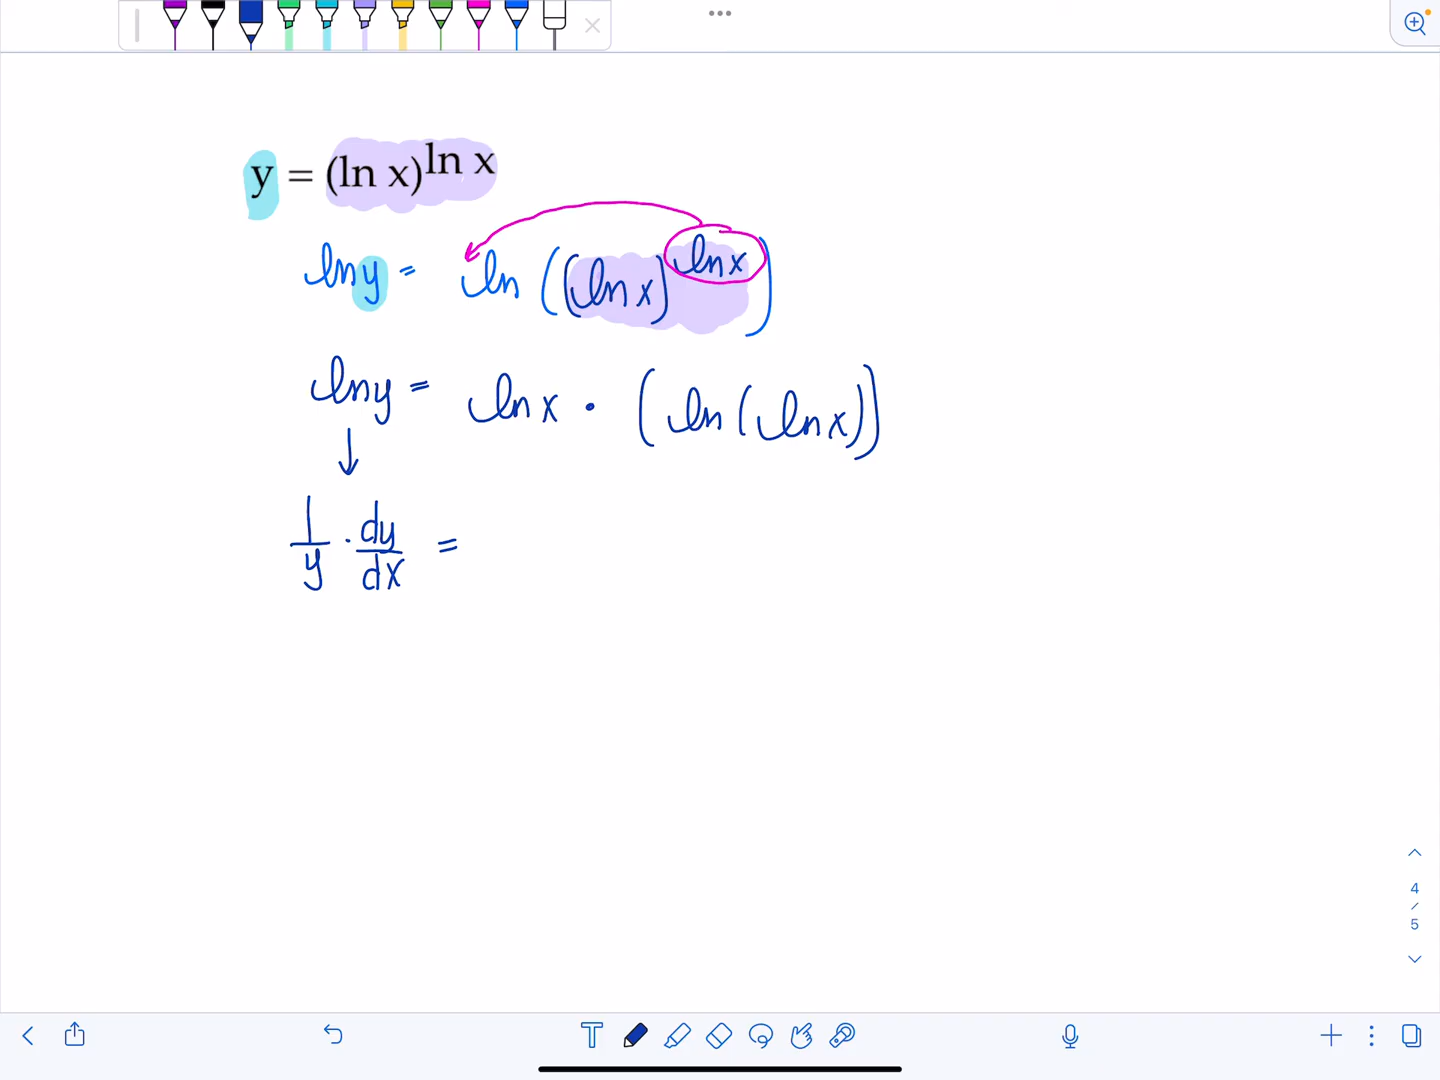 y = (ln x)^ln x
ln y = ln ((ln x)^ln x)
ln y = ln x · (ln (ln x))
1/y · dy/dx =
4
/
5
T